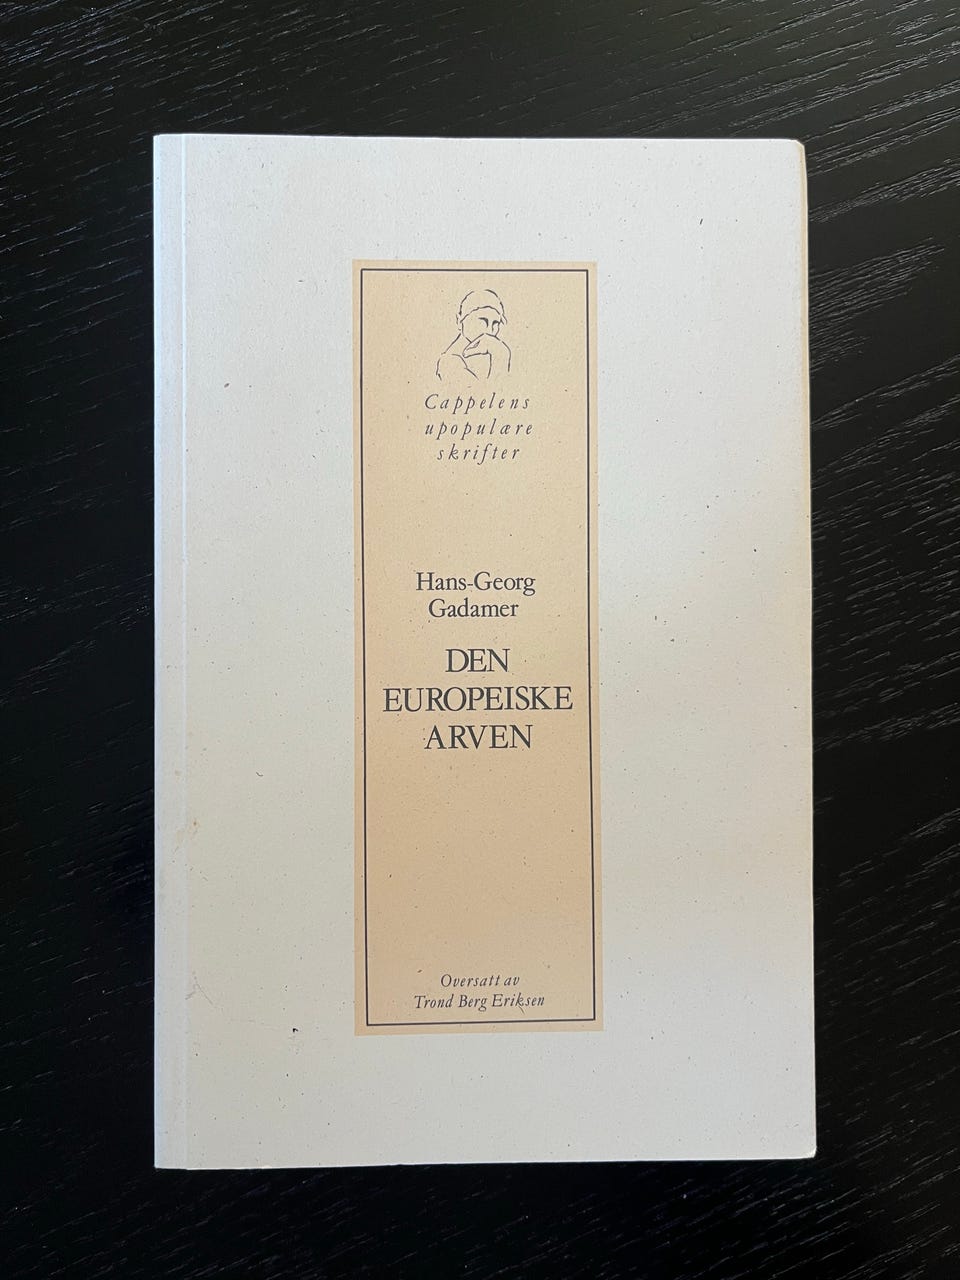 Cappelens
upopulære
skrifter
Hans-Georg
Gadamer
DEN
EUROPEISKE
ARVEN
Oversatt av
Trond Berg Eriksen